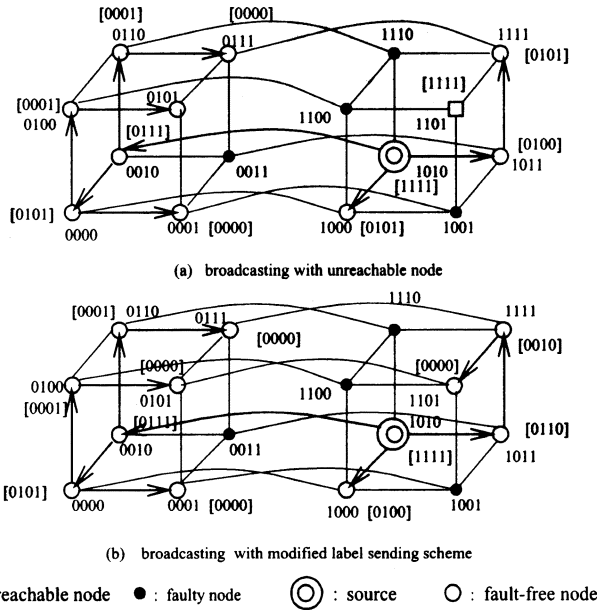 [0001] [0000]
0110 0111 1110 1111
[0101]
[1111]
[0001] 0101
0100 1100 1101
[0111] [0100]
0010 0011 1010 1011
[1111]
[0101]
0000 0001 [0000] 1000 [0101] 1001
(a) broadcasting with unreachable node
[0001] 0110 0111 1110 1111
[0000] [0010]
[0000] [0000]
0100 0101 1100 1101
[0001] [0111] 1010 [0110]
0010 0011 [1111] 1011
[0101]
0000 0001 [0000] 1000 [0100] 1001
(b) broadcasting with modified label sending scheme
reachable node : faulty node : source : fault-free node